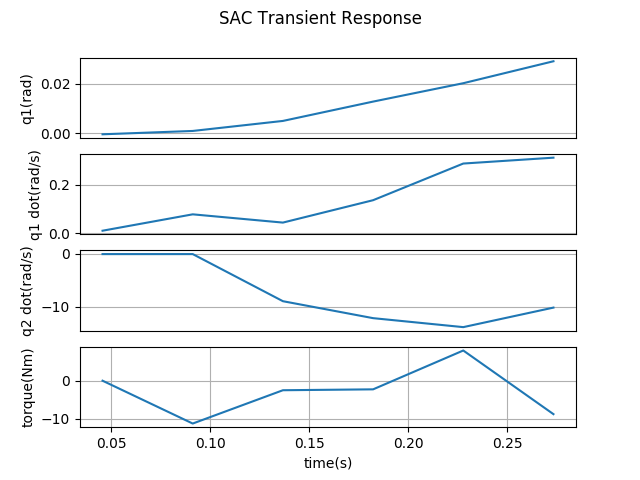 SAC Transient Response
q1(rad)
0.02
0.00
q1 dot(rad/s)
0.2
0.0
q2 dot(rad/s)
0
−10
torque(Nm)
0
−10
0.05 0.10 0.15 0.20 0.25
time(s)